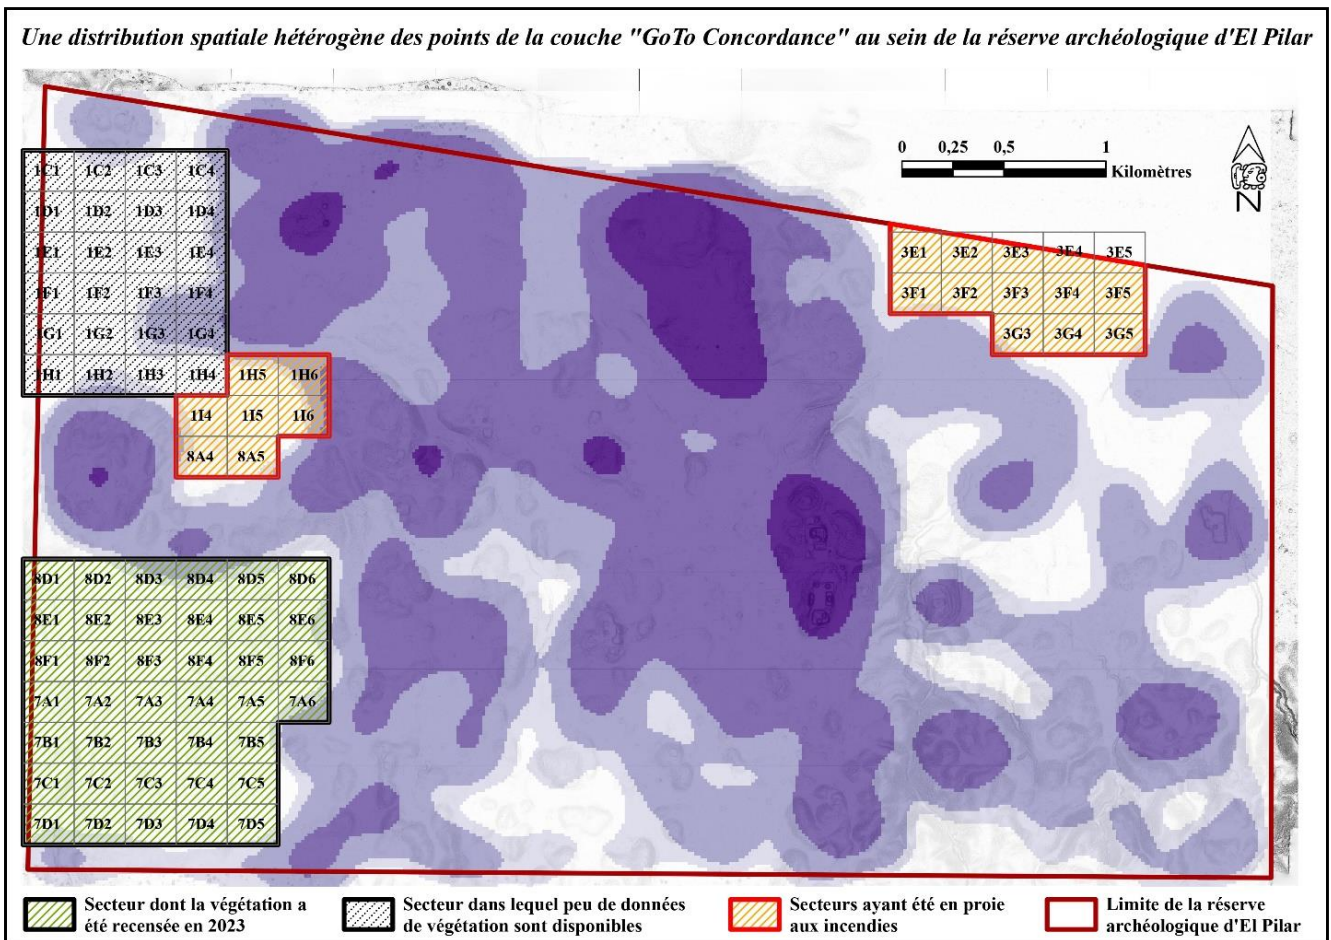 Une distribution spatiale hétérogène des points de la couche "GoTo Concordance" au sein de la réserve archéologique d'El Pilar
0 0,25 0,5 1
Kilomètres
N
1C1 1C2 1C3 1C4
1D1 1D2 1D3 1D4
1E1 1E2 1E3 1E4
1F1 1F2 1F3 1F4
1G1 1G2 1G3 1G4
1H1 1H2 1H3 1H4 1H5 1H6
1I4 1I5 1I6
8A4 8A5
3E1 3E2 3E3 3E4 3E5
3F1 3F2 3F3 3F4 3F5
3G3 3G4 3G5
8D1 8D2 8D3 8D4 8D5 8D6
8E1 8E2 8E3 8E4 8E5 8E6
8F1 8F2 8F3 8F4 8F5 8F6
7A1 7A2 7A3 7A4 7A5 7A6
7B1 7B2 7B3 7B4 7B5
7C1 7C2 7C3 7C4 7C5
7D1 7D2 7D3 7D4 7D5
Secteur dont la végétation a
été recensée en 2023
Secteur dans lequel peu de données
de végétation sont disponibles
Secteurs ayant été en proie
aux incendies
Limite de la réserve
archéologique d'El Pilar